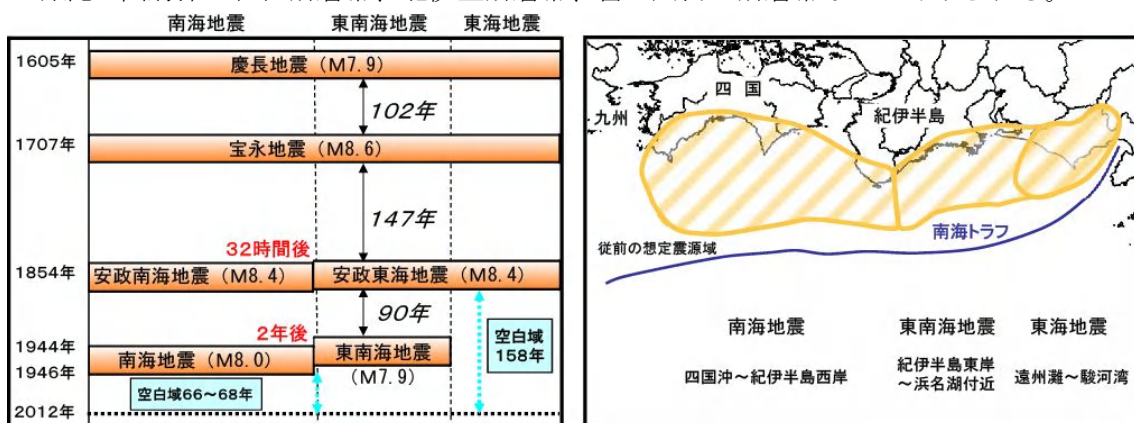 南海地震
東南海地震
東海地震
1605年
慶長地震（M7.9）
102年
1707年
宝永地震（M8.6）
147年
32時間後
1854年
安政南海地震（M8.4）
安政東海地震（M8.4）
90年
2年後
空白域
158年
1944年
1946年
南海地震（M8.0）
東南海地震
（M7.9）
空白域66～68年
2012年
四 国
九州
紀伊半島
南海トラフ
従前の想定震源域
南海地震
東南海地震
東海地震
四国沖～紀伊半島西岸
紀伊半島東岸
～浜名湖付近
遠州灘～駿河湾